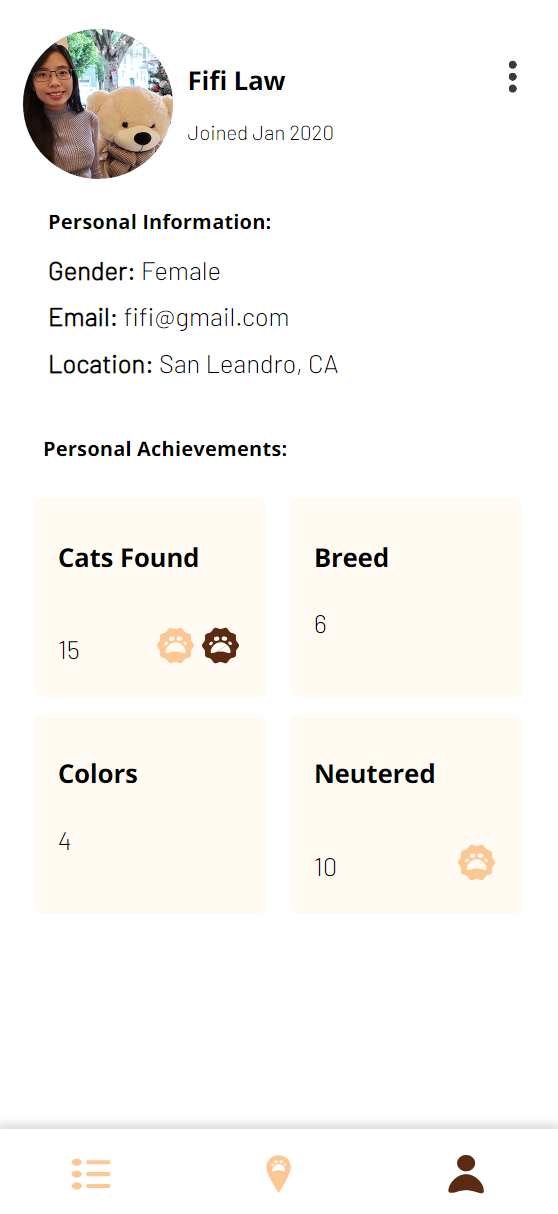 Fifi Law
Joined Jan 2020
Personal Information:
Gender: Female
Email: fifi@gmail.com
Location: San Leandro, CA
Personal Achievements:
Cats Found
15
Breed
6
Colors
4
Neutered
10